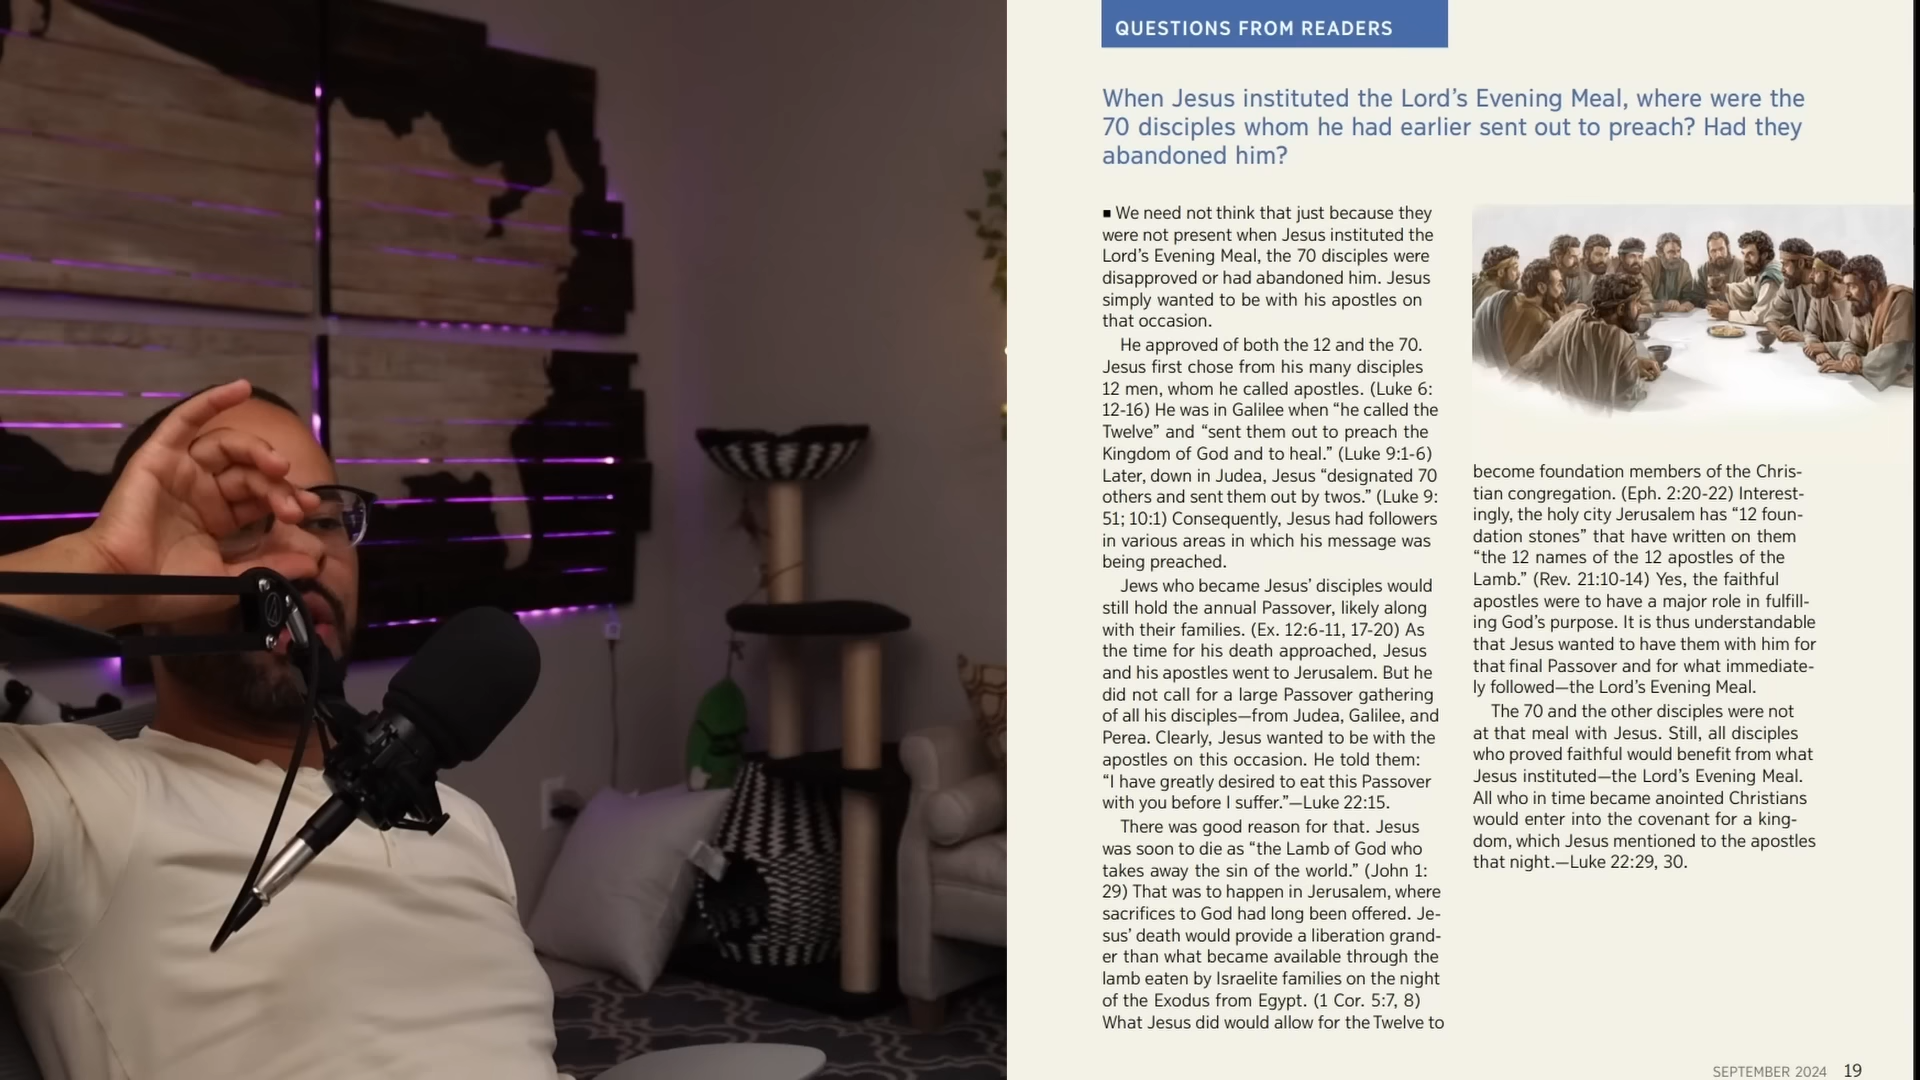 QUESTIONS FROM READERS
When Jesus instituted the Lord’s Evening Meal, where were the
70 disciples whom he had earlier sent out to preach? Had they
abandoned him?
■ We need not think that just because they
were not present when Jesus instituted the
Lord’s Evening Meal, the 70 disciples were
disapproved or had abandoned him. Jesus
simply wanted to be with his apostles on
that occasion.
He approved of both the 12 and the 70.
Jesus first chose from his many disciples
12 men, whom he called apostles. (Luke 6:
12-16) He was in Galilee when “he called the
Twelve” and “sent them out to preach the
Kingdom of God and to heal.” (Luke 9:1-6)
Later, down in Judea, Jesus “designated 70
others and sent them out by twos.” (Luke 9:
51; 10:1) Consequently, Jesus had followers
in various areas in which his message was
being preached.
Jews who became Jesus’ disciples would
still hold the annual Passover, likely along
with their families. (Ex. 12:6-11, 17-20) As
the time for his death approached, Jesus
and his apostles went to Jerusalem. But he
did not call for a large Passover gathering
of all his disciples—from Judea, Galilee, and
Perea. Clearly, Jesus wanted to be with the
apostles on this occasion. He told them:
“I have greatly desired to eat this Passover
with you before I suffer.”—Luke 22:15.
There was good reason for that. Jesus
was soon to die as “the Lamb of God who
takes away the sin of the world.” (John 1:
29) That was to happen in Jerusalem, where
sacrifices to God had long been offered. Je-
sus’ death would provide a liberation grand-
er than what became available through the
lamb eaten by Israelite families on the night
of the Exodus from Egypt. (1 Cor. 5:7, 8)
What Jesus did would allow for the Twelve to
become foundation members of the Chris-
tian congregation. (Eph. 2:20-22) Interest-
ingly, the holy city Jerusalem has “12 foun-
dation stones” that have written on them
“the 12 names of the 12 apostles of the
Lamb.” (Rev. 21:10-14) Yes, the faithful
apostles were to have a major role in fulfill-
ing God’s purpose. It is thus understandable
that Jesus wanted to have them with him for
that final Passover and for what immediate-
ly followed—the Lord’s Evening Meal.
The 70 and the other disciples were not
at that meal with Jesus. Still, all disciples
who proved faithful would benefit from what
Jesus instituted—the Lord’s Evening Meal.
All who in time became anointed Christians
would enter into the covenant for a king-
dom, which Jesus mentioned to the apostles
that night.—Luke 22:29, 30.
SEPTEMBER 2024 19